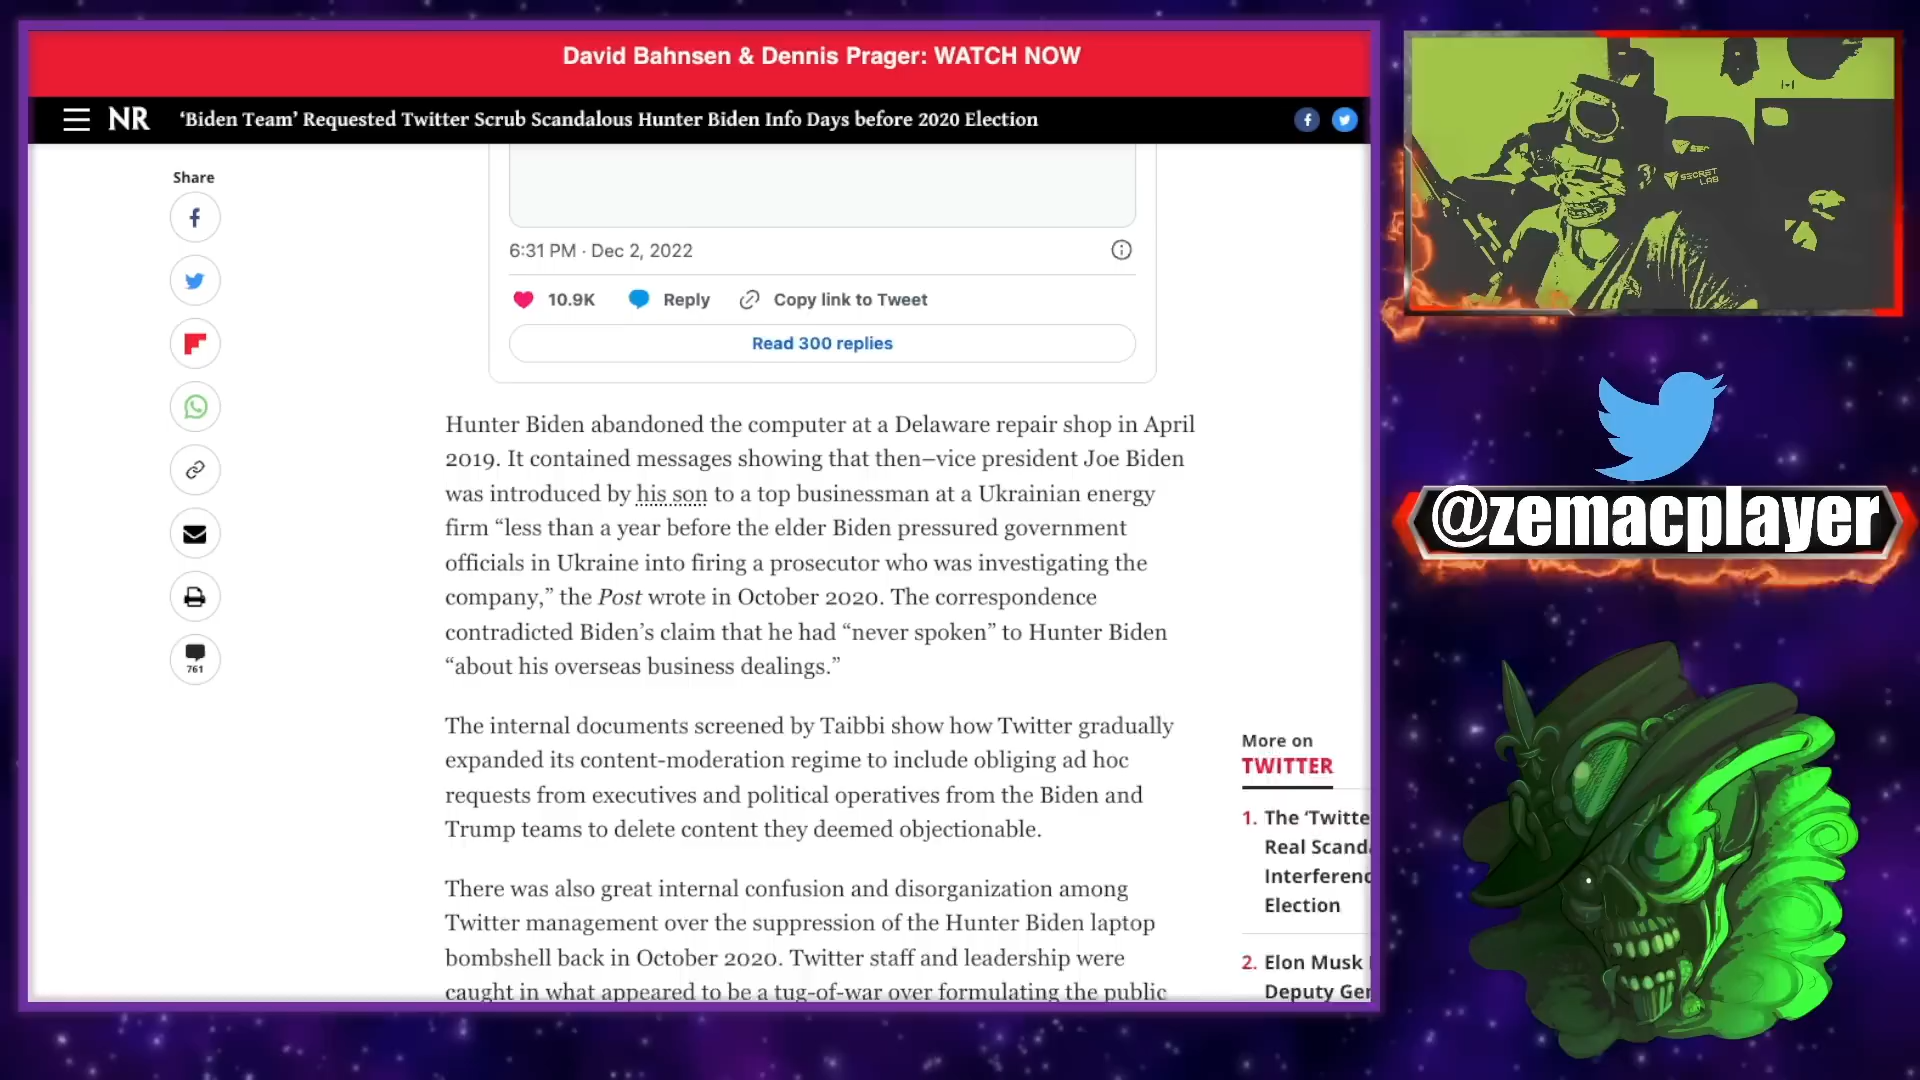 David Bahnsen & Dennis Prager: WATCH NOW
NR
‘Biden Team’ Requested Twitter Scrub Scandalous Hunter Biden Info Days before 2020 Election
Share
761
6:31 PM · Dec 2, 2022
10.9K Reply Copy link to Tweet
Read 300 replies
Hunter Biden abandoned the computer at a Delaware repair shop in April
2019. It contained messages showing that then–vice president Joe Biden
was introduced by his son to a top businessman at a Ukrainian energy
firm “less than a year before the elder Biden pressured government
officials in Ukraine into firing a prosecutor who was investigating the
company,” the Post wrote in October 2020. The correspondence
contradicted Biden’s claim that he had “never spoken” to Hunter Biden
“about his overseas business dealings.”
The internal documents screened by Taibbi show how Twitter gradually
expanded its content-moderation regime to include obliging ad hoc
requests from executives and political operatives from the Biden and
Trump teams to delete content they deemed objectionable.
There was also great internal confusion and disorganization among
Twitter management over the suppression of the Hunter Biden laptop
bombshell back in October 2020. Twitter staff and leadership were
caught in what appeared to be a tug-of-war over formulating the public
More on
TWITTER
1. The ‘Twitte
Real Scand
Interferenc
Election
2. Elon Musk
Deputy Ger
SECRET
LAB
@zemacplayer